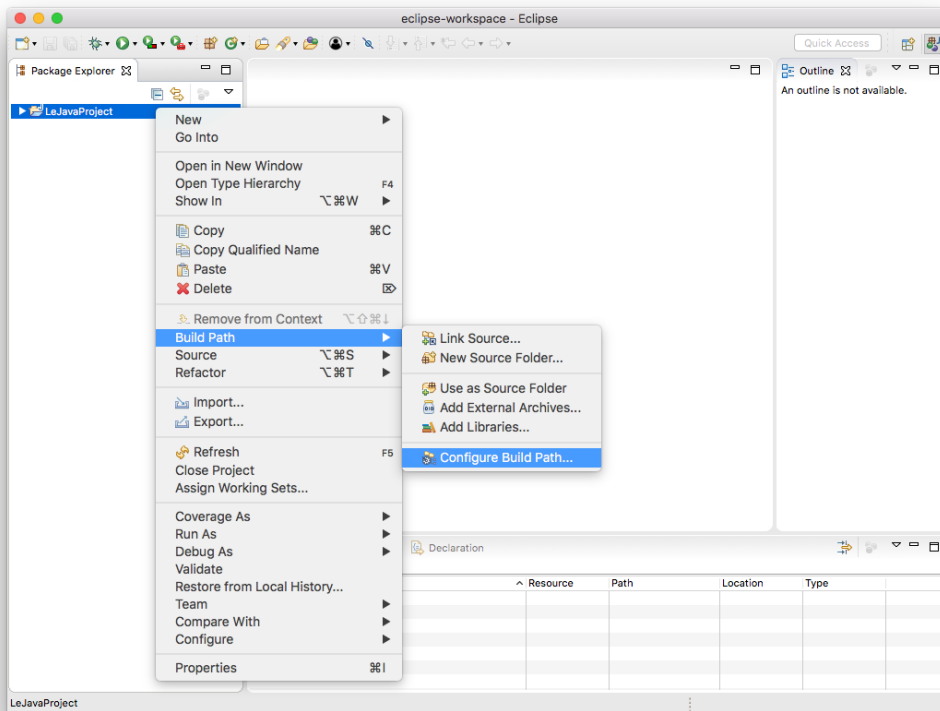 eclipse-workspace - Eclipse
Quick Access
Package Explorer
LeJavaProject
Outline
An outline is not available.
New
Go Into
Open in New Window
Open Type Hierarchy F4
Show In ⌥⌘W
Copy ⌘C
Copy Qualified Name
Paste ⌘V
Delete ⌦
Remove from Context ⌥⇧⌘↓
Build Path
Source ⌥⌘S
Refactor ⌥⌘T
Import...
Export...
Refresh F5
Close Project
Assign Working Sets...
Coverage As
Run As
Debug As
Validate
Restore from Local History...
Team
Compare With
Configure
Properties ⌘I
Link Source...
New Source Folder...
Use as Source Folder
Add External Archives...
Add Libraries...
Configure Build Path...
Declaration
Resource Path Location Type
LeJavaProject